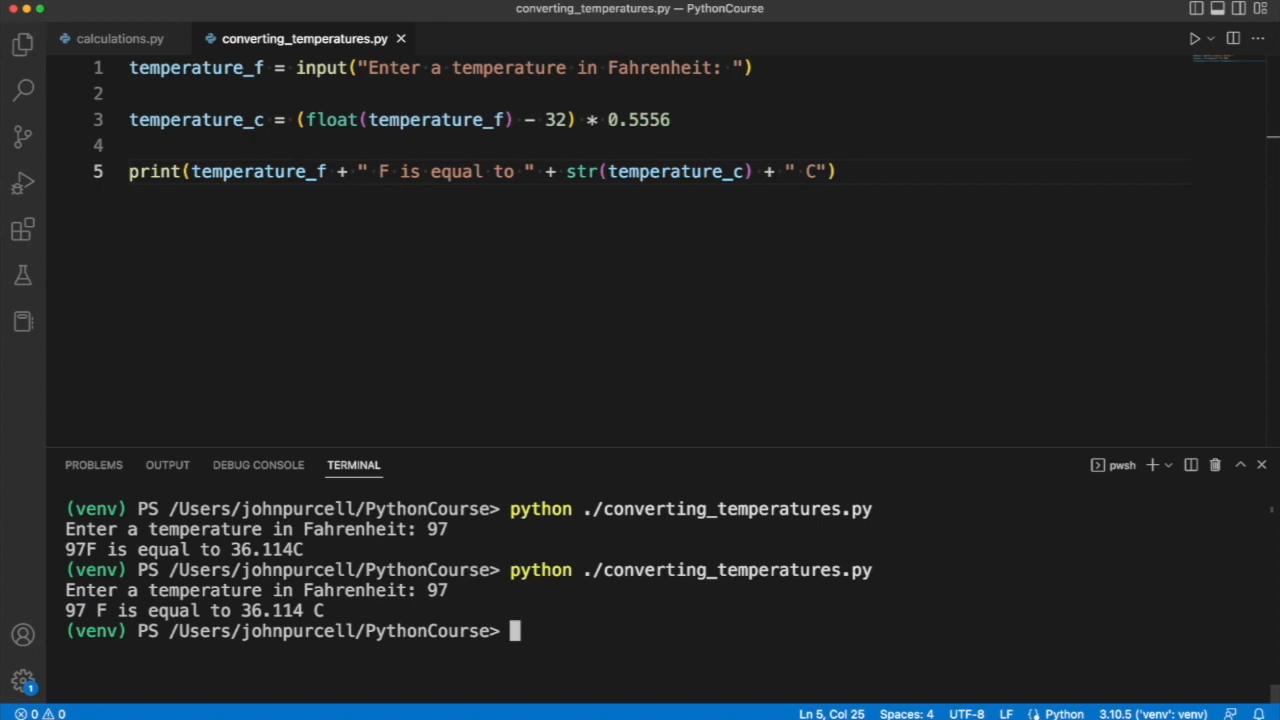 converting_temperatures.py — PythonCourse
calculations.py
converting_temperatures.py
1 temperature_f = input("Enter a temperature in Fahrenheit: ")
2
3 temperature_c = (float(temperature_f) - 32) * 0.5556
4
5 print(temperature_f + " F is equal to " + str(temperature_c) + " C")
PROBLEMS OUTPUT DEBUG CONSOLE TERMINAL pwsh
(venv) PS /Users/johnpurcell/PythonCourse> python ./converting_temperatures.py
Enter a temperature in Fahrenheit: 97
97F is equal to 36.114C
(venv) PS /Users/johnpurcell/PythonCourse> python ./converting_temperatures.py
Enter a temperature in Fahrenheit: 97
97 F is equal to 36.114 C
(venv) PS /Users/johnpurcell/PythonCourse>
1
0 0 Ln 5, Col 25 Spaces: 4 UTF-8 LF Python 3.10.5 ('venv': venv)